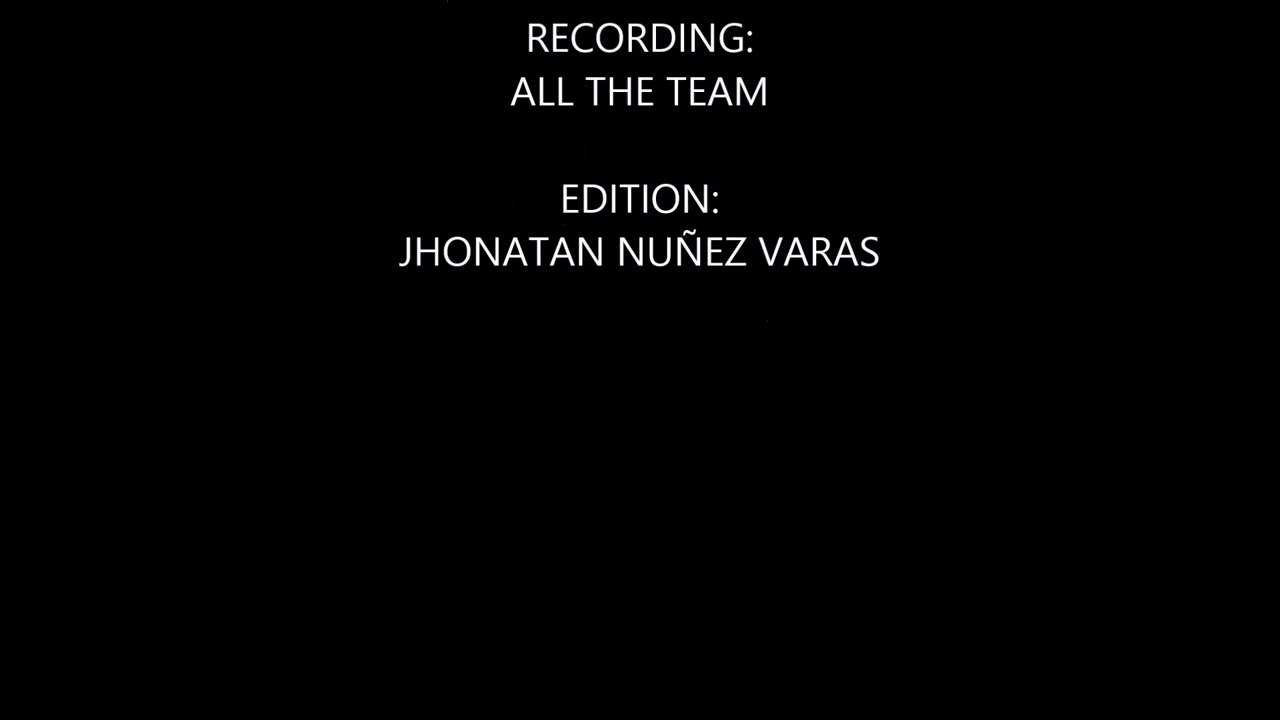 RECORDING:
ALL THE TEAM
EDITION:
JHONATAN NUÑEZ VARAS